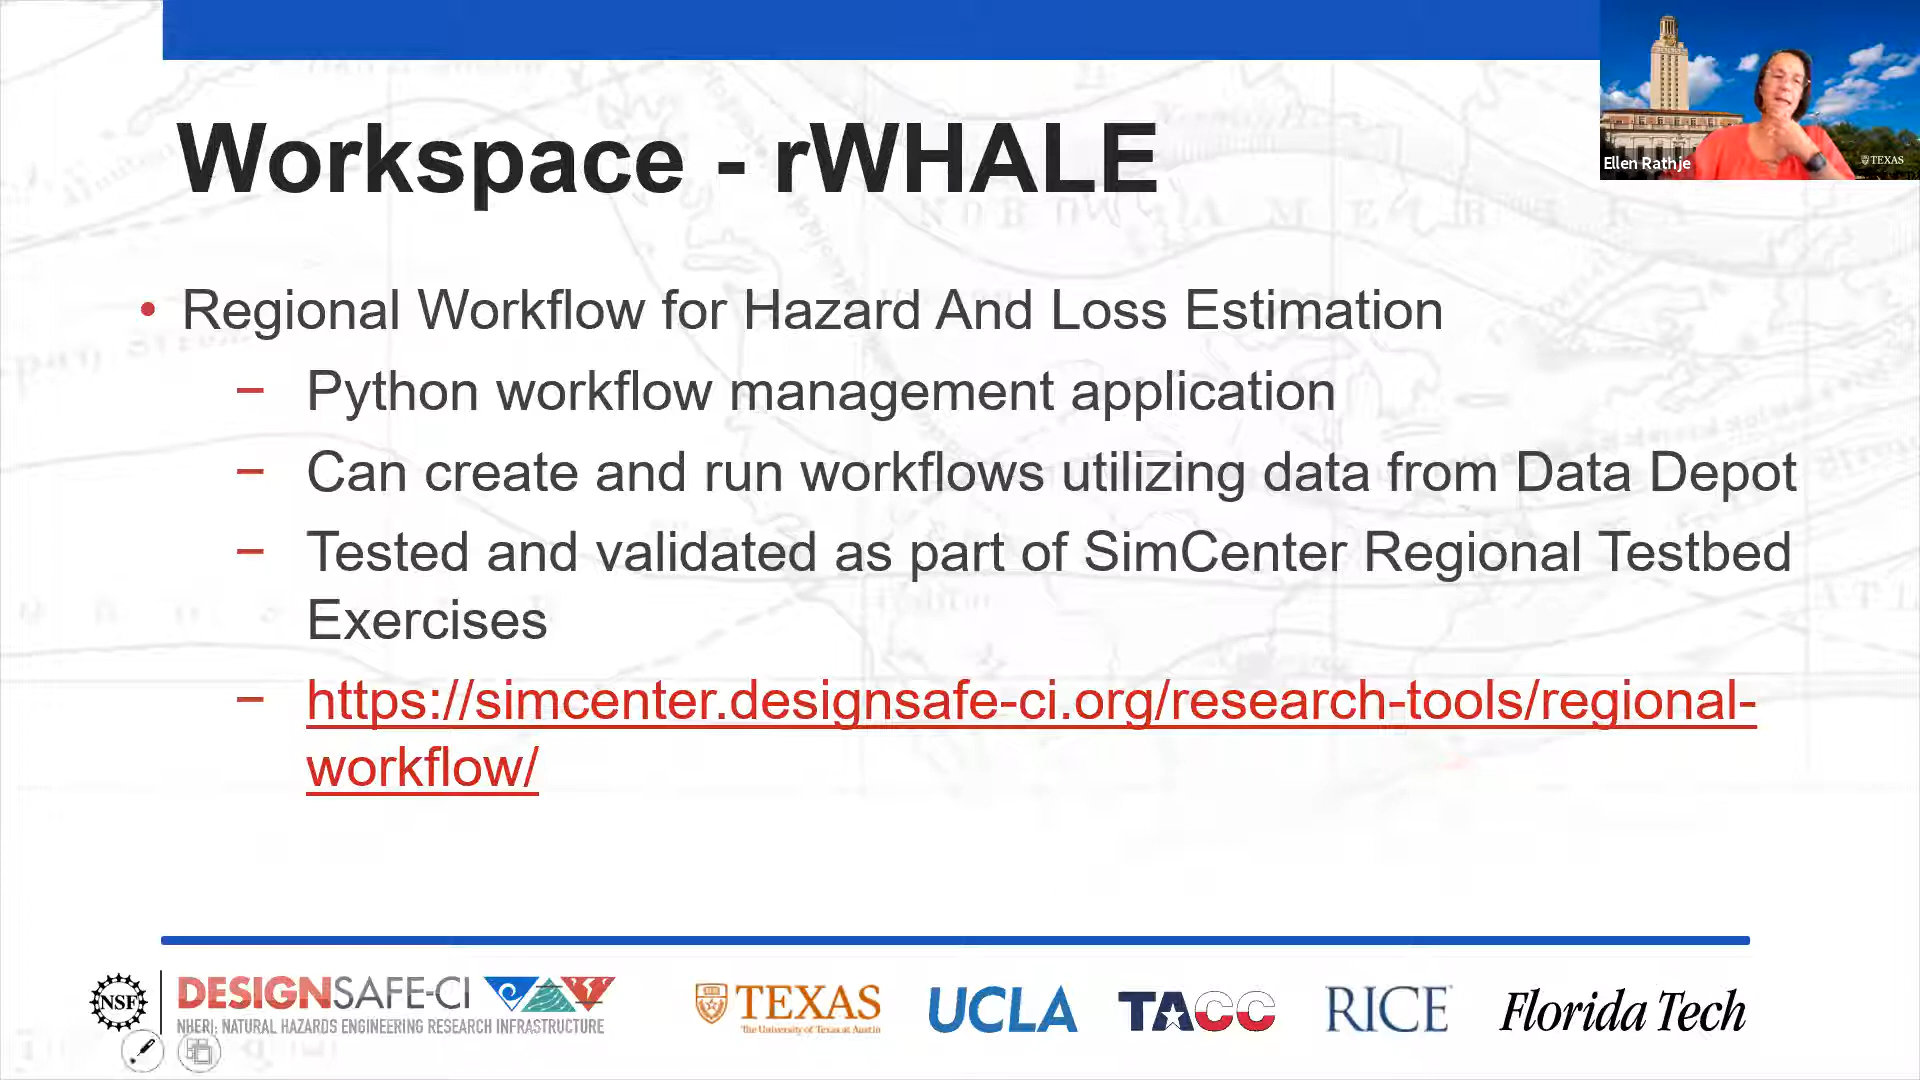 Workspace - rWHALE
Ellen Rathje
TEXAS
• Regional Workflow for Hazard And Loss Estimation
– Python workflow management application
– Can create and run workflows utilizing data from Data Depot
– Tested and validated as part of SimCenter Regional Testbed
Exercises
– https://simcenter.designsafe-ci.org/research-tools/regional-
workflow/
NSF
DESIGNSAFE-CI
NHERI: NATURAL HAZARDS ENGINEERING RESEARCH INFRASTRUCTURE
TEXAS
The University of Texas at Austin
UCLA
TACC
RICE
Florida Tech